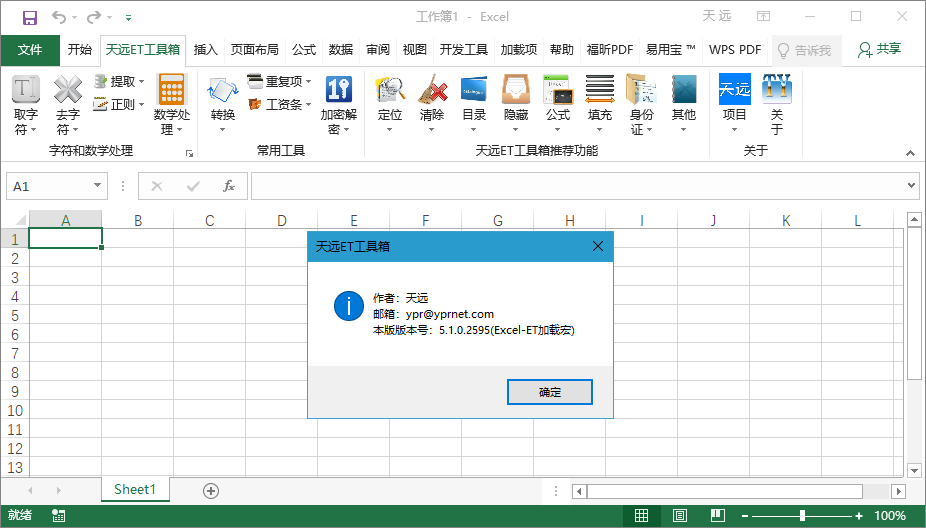 工作簿1 - Excel
天 远
文件 开始 天远ET工具箱 插入 页面布局 公式 数据 审阅 视图 开发工具 加载项 帮助 福昕PDF 易用宝 ™ WPS PDF 告诉我 共享
T
取字符
去字符
提取
正则
数学处理
字符和数学处理
转换
重复项
工资条
加密解密
常用工具
定位
清除
目录
隐藏
公式
填充
身份证
其他
天远ET工具箱推荐功能
天远
项目
关于
关于
A1
fx
A B C D E F G H I J K L
1
2
3
4
5
6
7
8
9
10
11
12
13
天远ET工具箱
作者：天远
邮箱：ypr@yprnet.com
本版版本号：5.1.0.2595(Excel-ET加载宏)
确定
Sheet1
就绪
100%